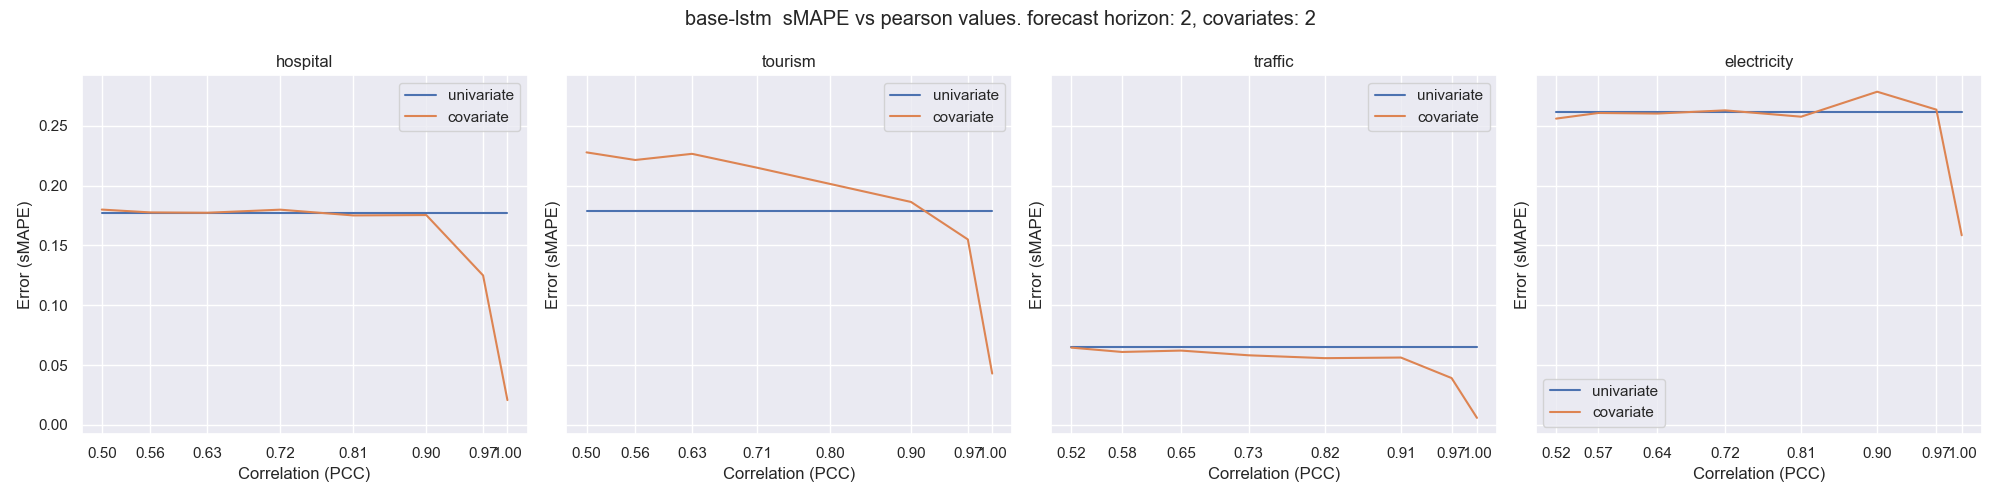 base-lstm  sMAPE vs pearson values. forecast horizon: 2, covariates: 2
hospital
univariate
covariate
0.25
0.20
0.15
0.10
0.05
0.00
Error (sMAPE)
0.50 0.56 0.63 0.72 0.81 0.90 0.97 1.00
Correlation (PCC)
tourism
univariate
covariate
Error (sMAPE)
0.50 0.56 0.63 0.71 0.80 0.90 0.97 1.00
Correlation (PCC)
traffic
univariate
covariate
Error (sMAPE)
0.52 0.58 0.65 0.73 0.82 0.91 0.97 1.00
Correlation (PCC)
electricity
Error (sMAPE)
univariate
covariate
0.52 0.57 0.64 0.72 0.81 0.90 0.97 1.00
Correlation (PCC)